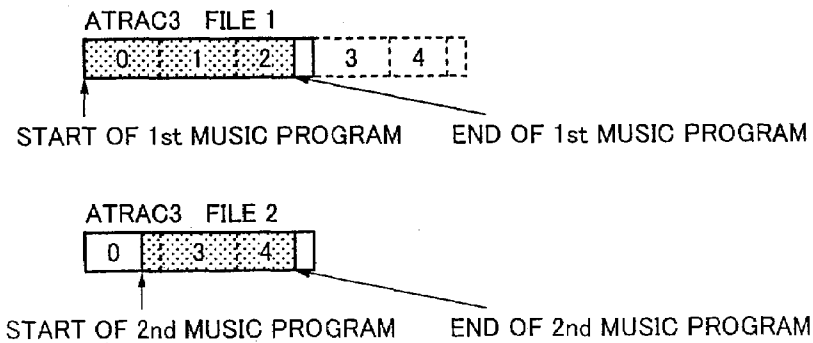 ATRAC3 FILE 1
0 1 2 3 4
START OF 1st MUSIC PROGRAM END OF 1st MUSIC PROGRAM
ATRAC3 FILE 2
0 3 4
START OF 2nd MUSIC PROGRAM END OF 2nd MUSIC PROGRAM